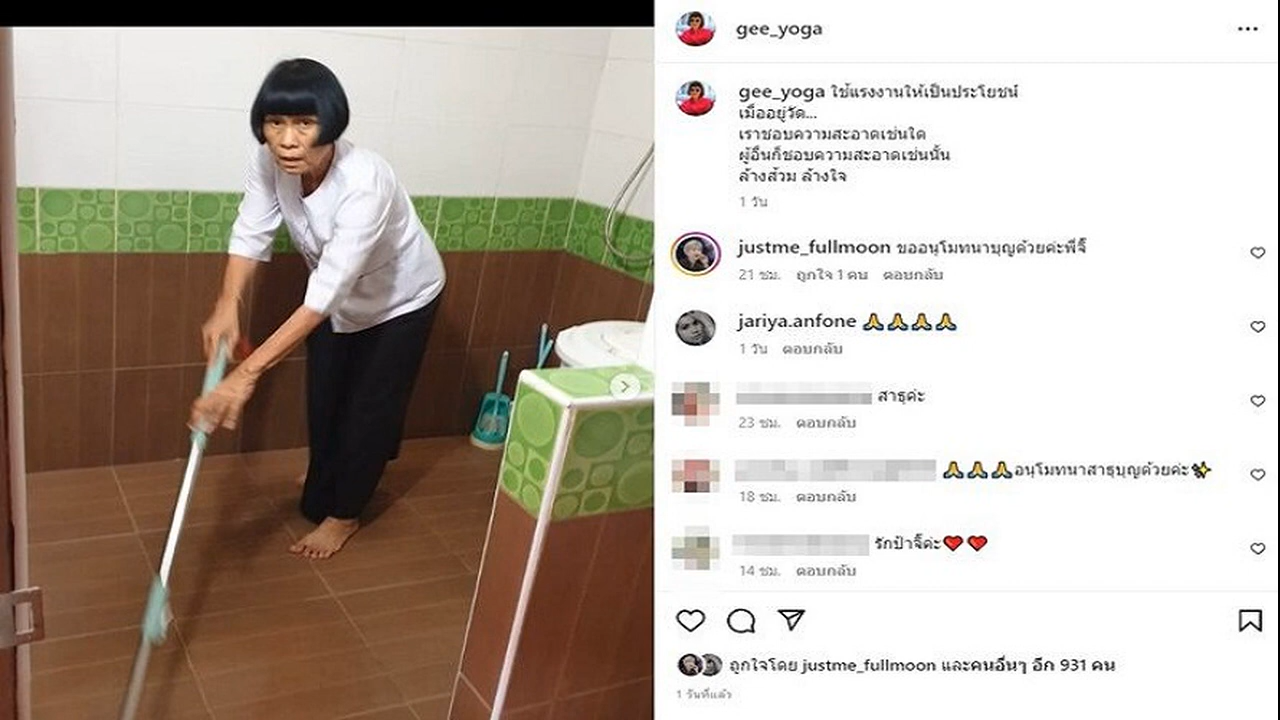 gee_yoga
gee_yoga ใช้แรงงานให้เป็นประโยชน์
เมื่ออยู่วัด...
เราชอบความสะอาดเช่นใด
ผู้อื่นก็ชอบความสะอาดเช่นนั้น
ล้างส้วม ล้างใจ
1 วัน
justme_fullmoon ขออนุโมทนาบุญด้วยค่ะพี่จี๊
21 ชม. ถูกใจ 1 คน ตอบกลับ
jariya.anfone 🙏🙏🙏🙏
1 วัน ตอบกลับ
สาธุค่ะ
23 ชม. ตอบกลับ
🙏🙏🙏อนุโมทนาสาธุบุญด้วยค่ะ✨
18 ชม. ตอบกลับ
รักป้าจี๊ค่ะ❤️❤️
14 ชม. ตอบกลับ
ถูกใจโดย justme_fullmoon และคนอื่นๆ อีก 931 คน
1 วันที่แล้ว